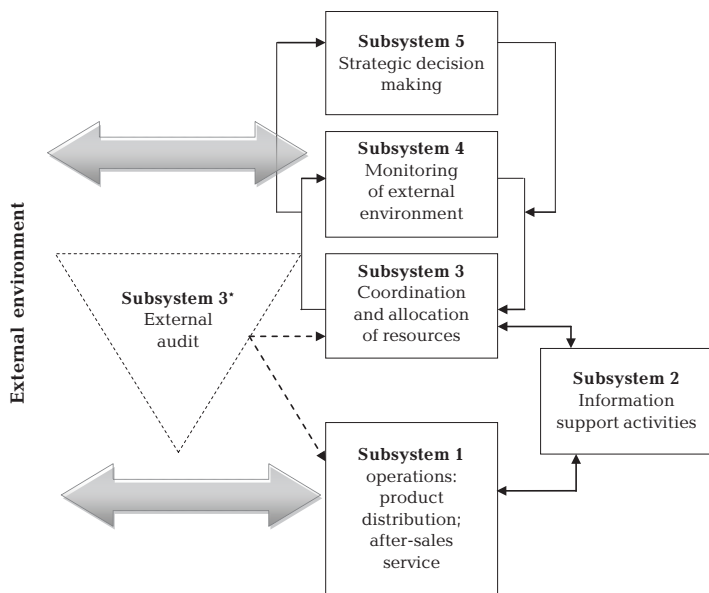 Subsystem 5
Strategic decision
making
Subsystem 4
Monitoring
of external
environment
External environment
Subsystem 3*
External
audit
Subsystem 3
Coordination
and allocation
of resources
Subsystem 2
Information
support activities
Subsystem 1
operations:
product
distribution;
after-sales
service